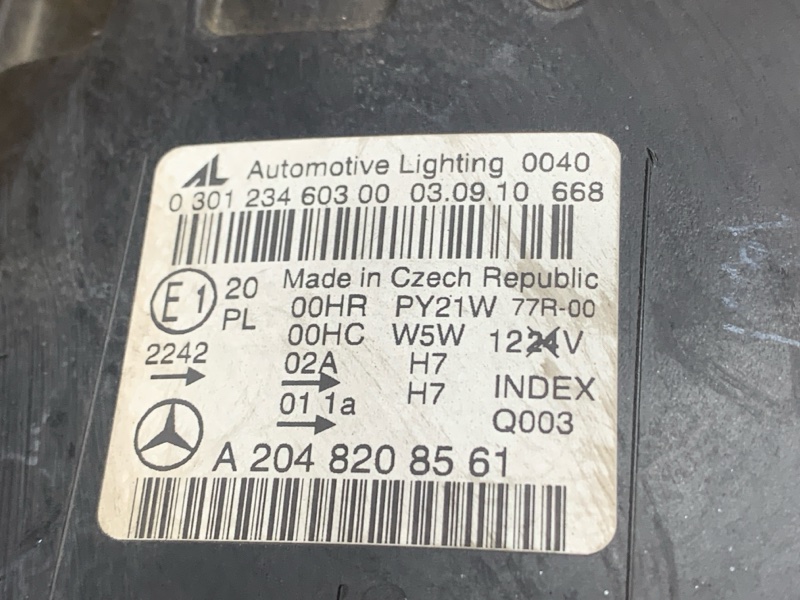 AL Automotive Lighting 0040
0 301 234 603 00 03.09.10 668
Made in Czech Republic
E1 20 00HR PY21W 77R-00
PL 00HC W5W 1224V
2242 02A H7
01 1a H7 INDEX
Q003
A 204 820 85 61